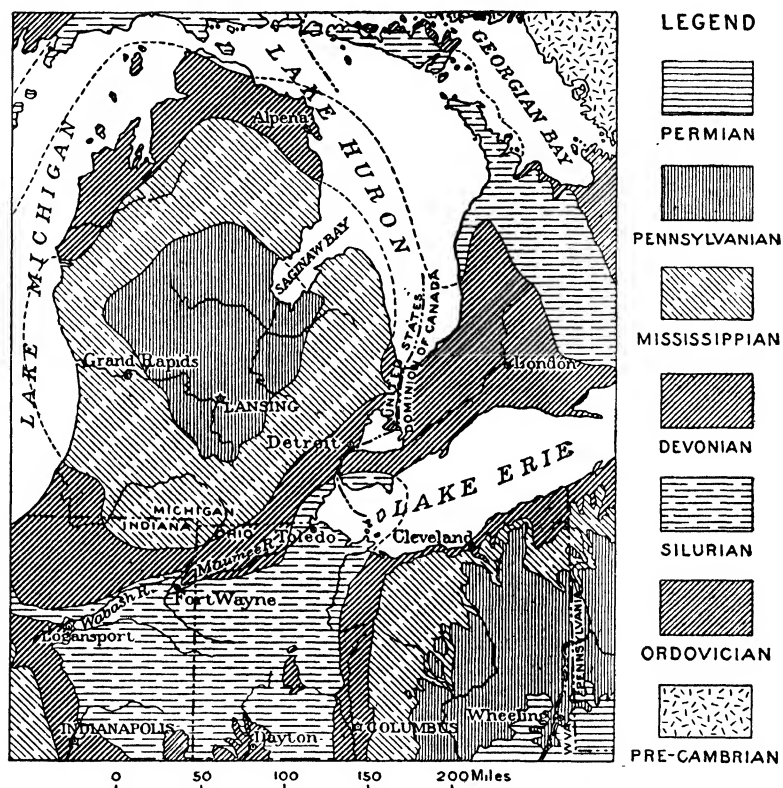 LEGEND
PERMIAN
PENNSYLVANIAN
MISSISSIPPIAN
DEVONIAN
SILURIAN
ORDOVICIAN
PRE-CAMBRIAN
LAKE MICHIGAN
LAKE HURON
GEORGIAN BAY
Alpena
SAGINAW BAY
UNITED STATES
DOMINION OF CANADA
Grand Rapids
LANSING
London
Detroit
LAKE ERIE
MICHIGAN
INDIANA
OHIO
Toledo
Cleveland
Maumee R.
Wabash R.
Fort Wayne
Logansport
PENNSYLVANIA
INDIANAPOLIS
Dayton
COLUMBUS
Wheeling
W.VA.
0 50 100 150 200 Miles